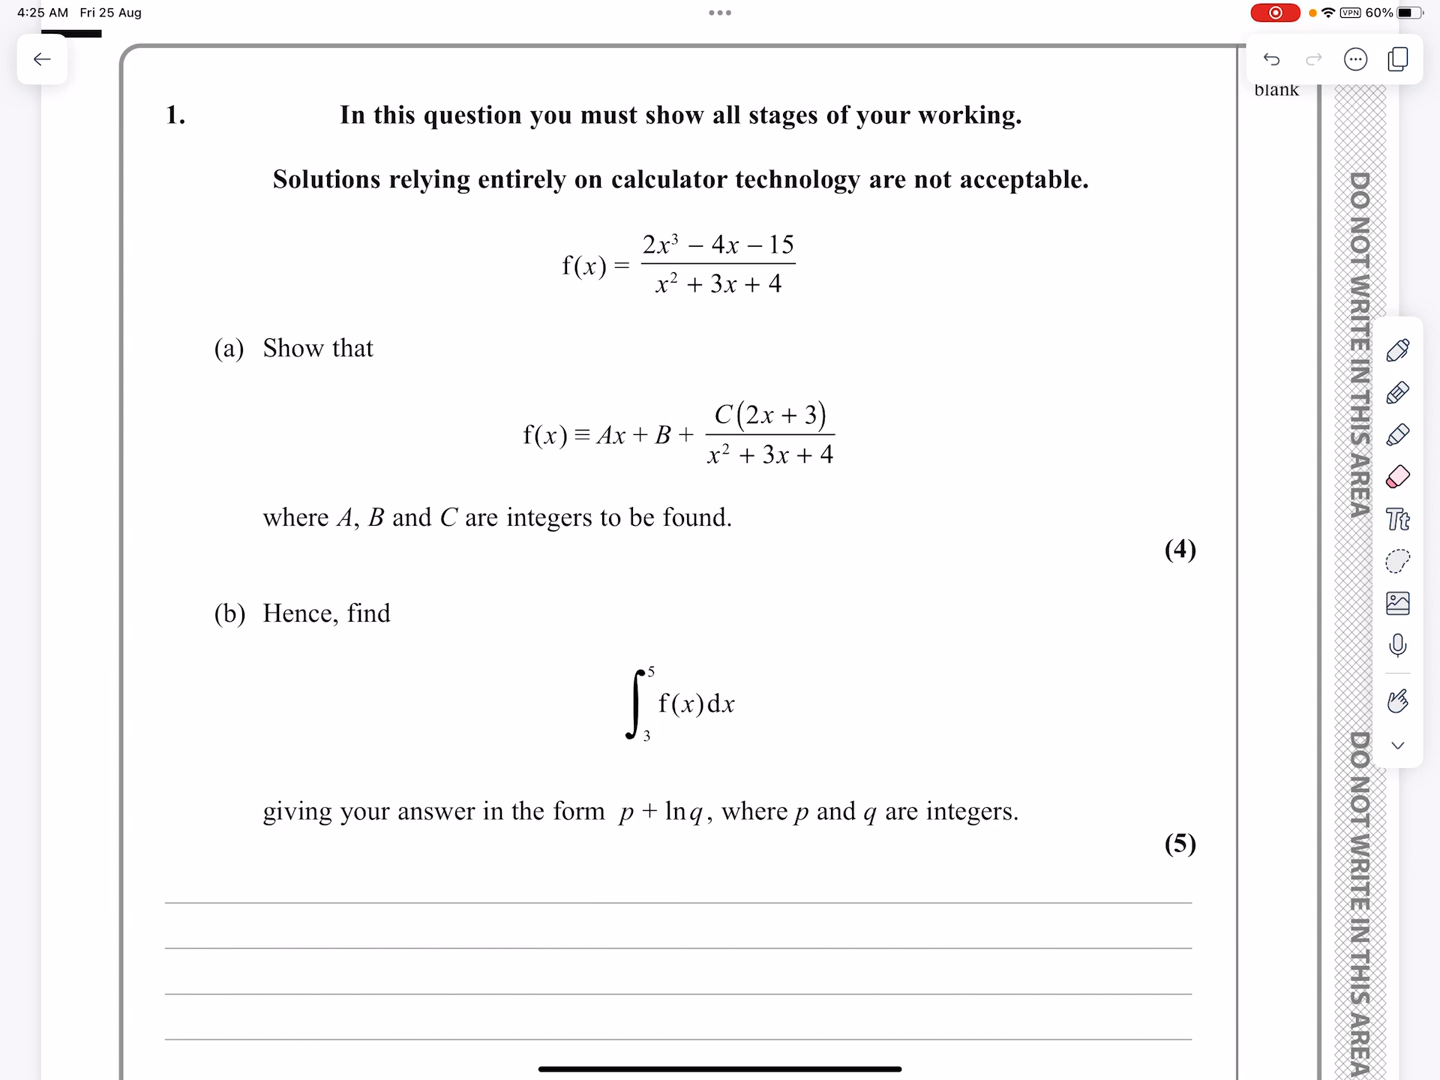 4:25 AM Fri 25 Aug
VPN 60%
blank
1. In this question you must show all stages of your working.
Solutions relying entirely on calculator technology are not acceptable.
f(x) = (2x³ − 4x − 15)/(x² + 3x + 4)
(a) Show that
f(x) ≡ Ax + B + C(2x + 3)/(x² + 3x + 4)
where A, B and C are integers to be found.
(4)
(b) Hence, find
∫₃⁵ f(x)dx
giving your answer in the form p + ln q, where p and q are integers.
(5)
DO NOT WRITE IN THIS AREA
DO NOT WRITE IN THIS AREA
Tt